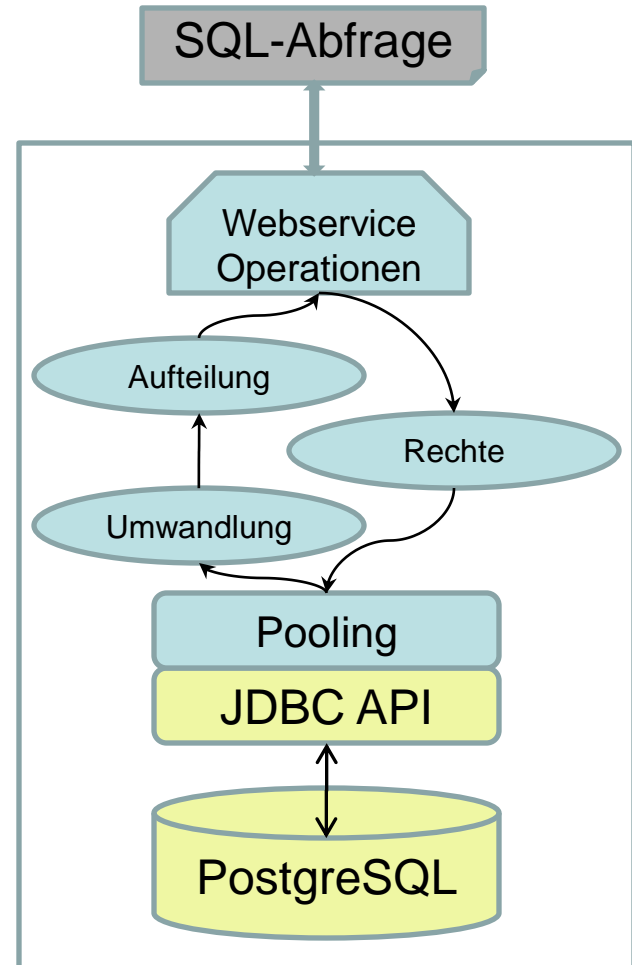 SQL-Abfrage
Webservice
Operationen
Aufteilung
Rechte
Umwandlung
Pooling
JDBC API
PostgreSQL